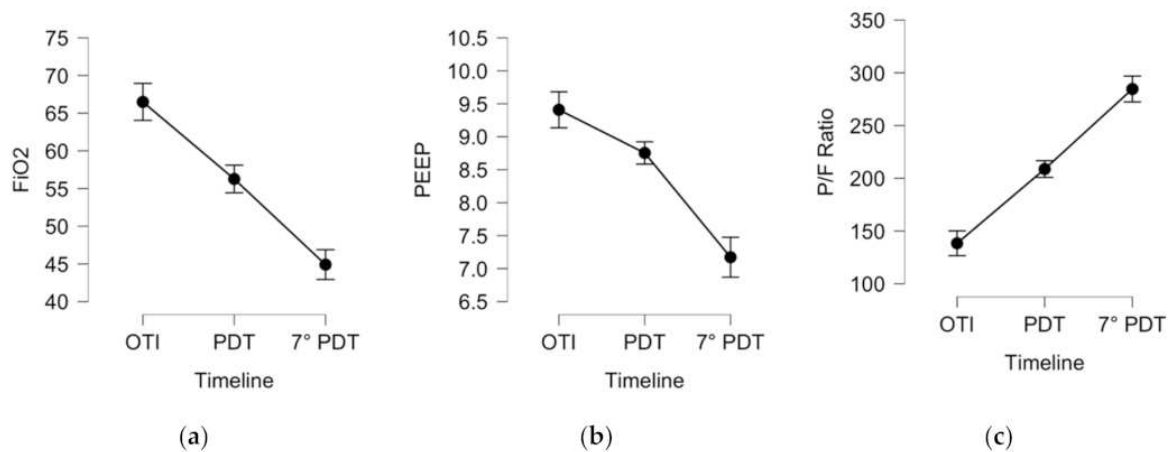 FiO2
75
70
65
60
55
50
45
40
OTI PDT 7° PDT
Timeline
(a)
PEEP
10.5
10.0
9.5
9.0
8.5
8.0
7.5
7.0
6.5
OTI PDT 7° PDT
Timeline
(b)
P/F Ratio
350
300
250
200
150
100
OTI PDT 7° PDT
Timeline
(c)